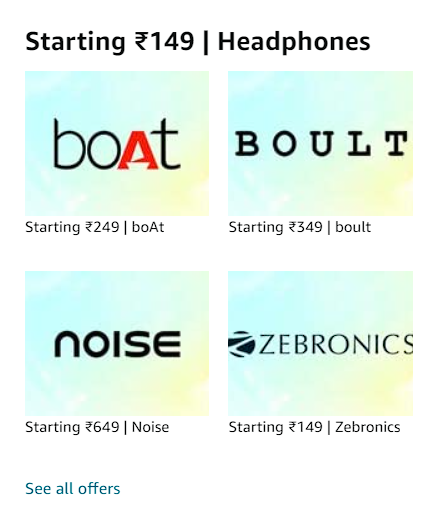 Starting ₹149 | Headphones
boAt
BOULT
Starting ₹249 | boAt
Starting ₹349 | boult
noise
ZEBRONICS
Starting ₹649 | Noise
Starting ₹149 | Zebronics
See all offers